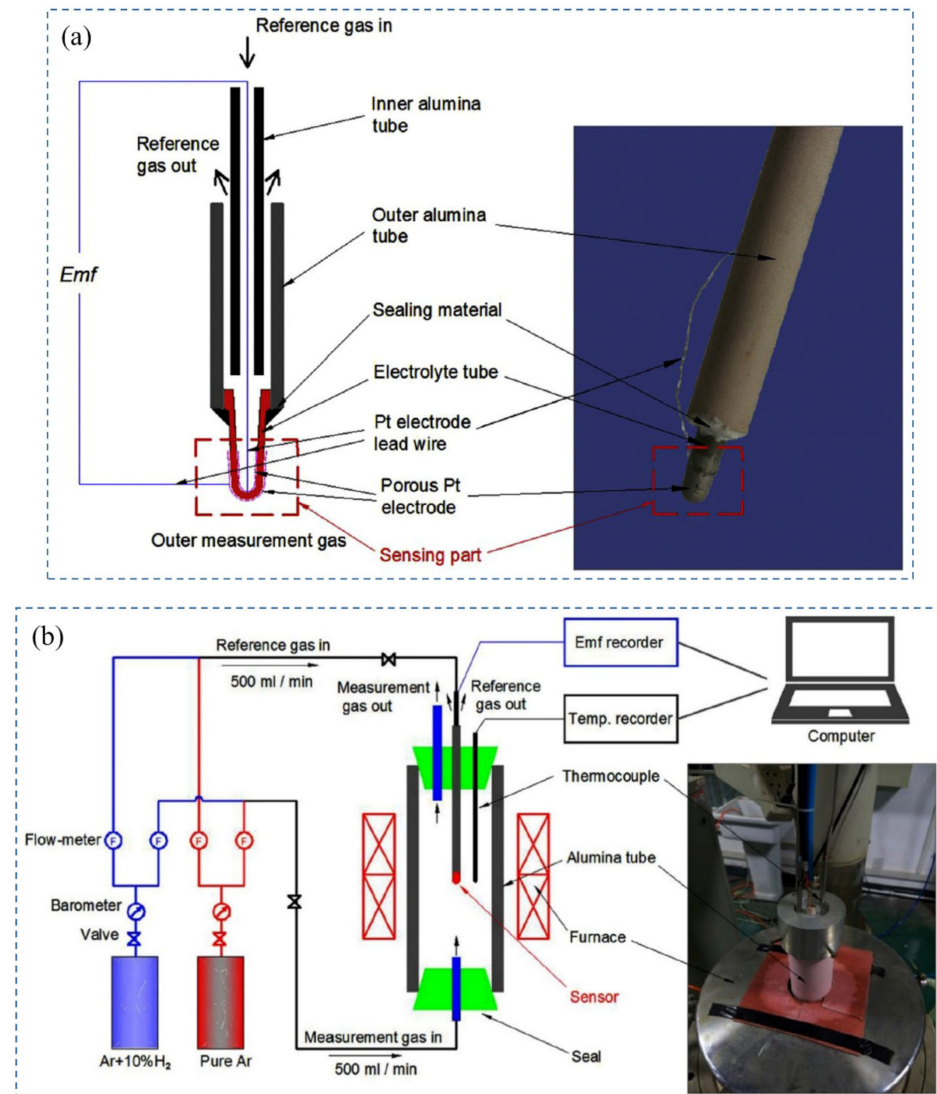 (a)
Reference gas in
Inner alumina
tube
Reference
gas out
Outer alumina
tube
Emf
Sealing material
Electrolyte tube
Pt electrode
lead wire
Porous Pt
electrode
Outer measurement gas
Sensing part
(b)
Reference gas in
500 ml / min
Measurement
gas out
Reference
gas out
Emf recorder
Temp. recorder
Computer
Thermocouple
Flow-meter
F
F
F
F
Alumina tube
Barometer
Furnace
Valve
Sensor
Measurement gas in
500 ml / min
Seal
Ar+10%H₂
Pure Ar